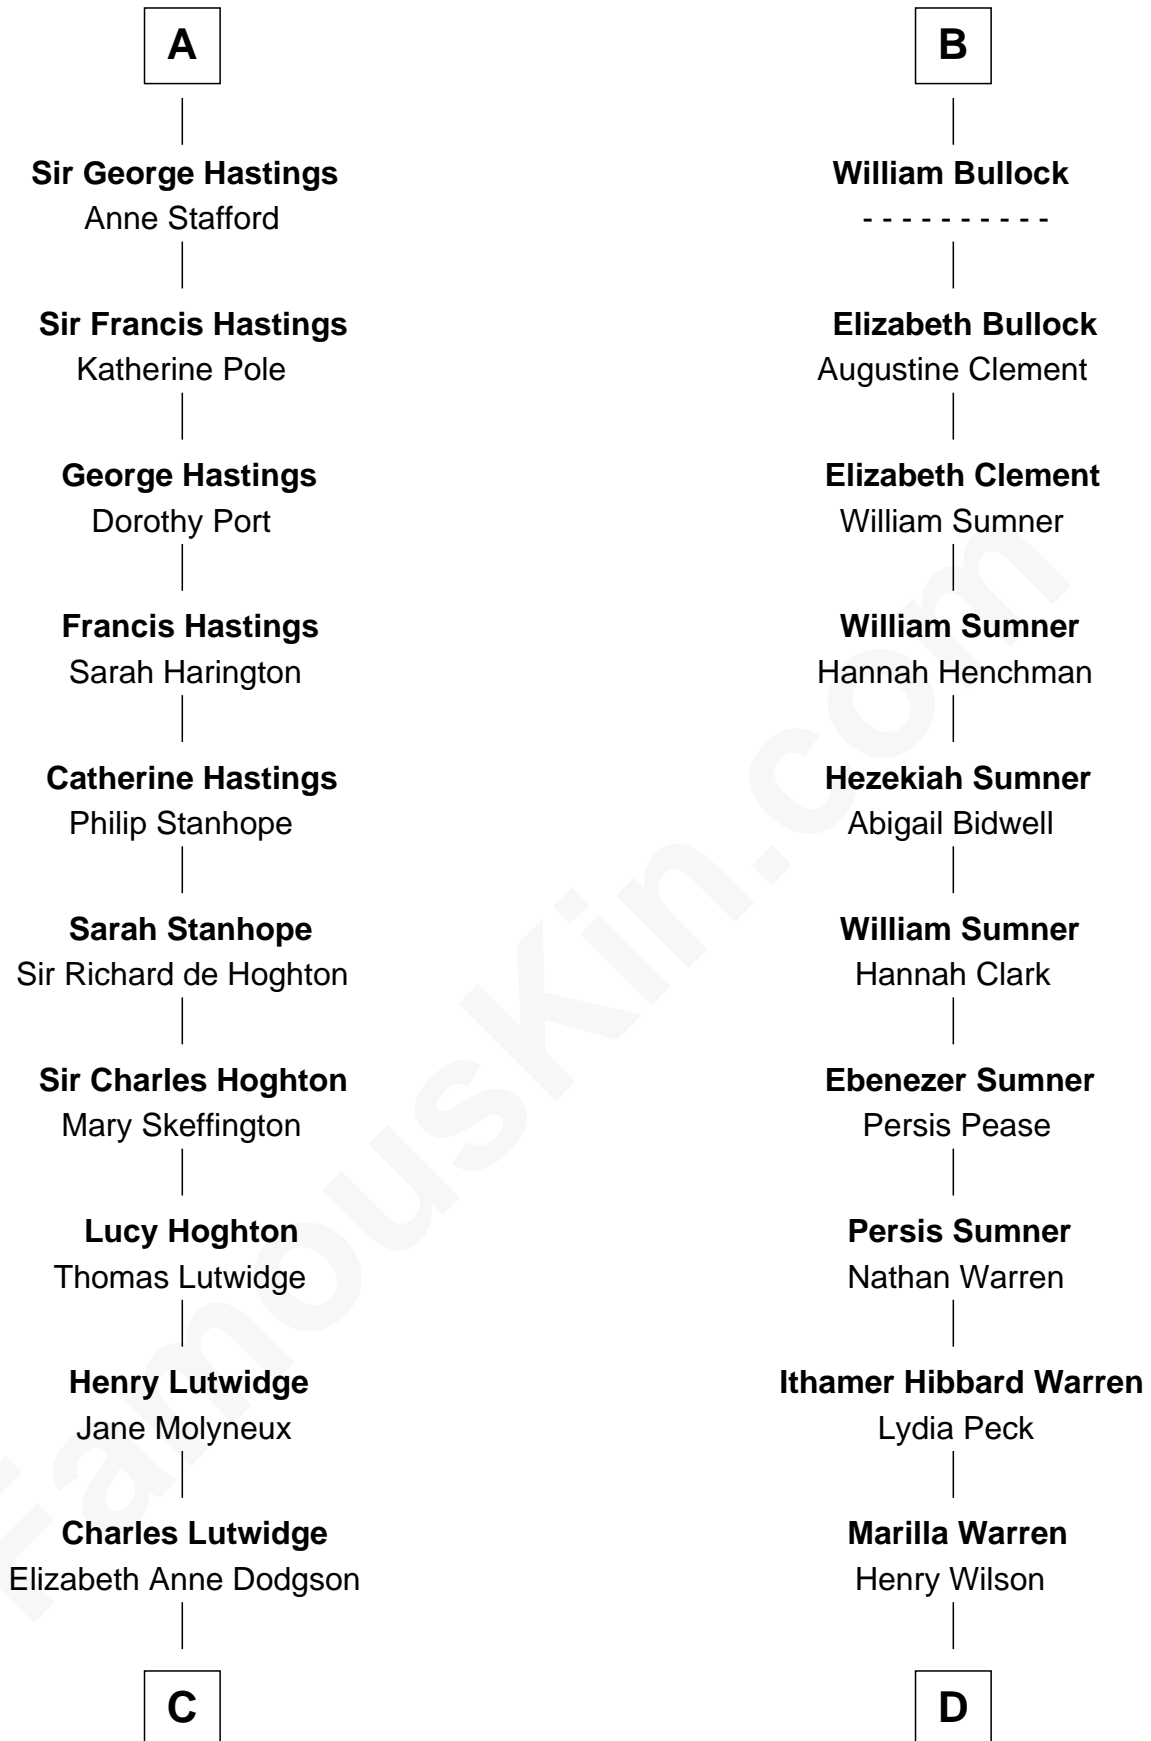 A
Sir George Hastings
Anne Stafford
Sir Francis Hastings
Katherine Pole
George Hastings
Dorothy Port
Francis Hastings
Sarah Harington
Catherine Hastings
Philip Stanhope
Sarah Stanhope
Sir Richard de Hoghton
Sir Charles Hoghton
Mary Skeffington
Lucy Hoghton
Thomas Lutwidge
Henry Lutwidge
Jane Molyneux
Charles Lutwidge
Elizabeth Anne Dodgson
C
B
William Bullock
- - - - - - - - - -
Elizabeth Bullock
Augustine Clement
Elizabeth Clement
William Sumner
William Sumner
Hannah Henchman
Hezekiah Sumner
Abigail Bidwell
William Sumner
Hannah Clark
Ebenezer Sumner
Persis Pease
Persis Sumner
Nathan Warren
Ithamer Hibbard Warren
Lydia Peck
Marilla Warren
Henry Wilson
D
FamousKin.com